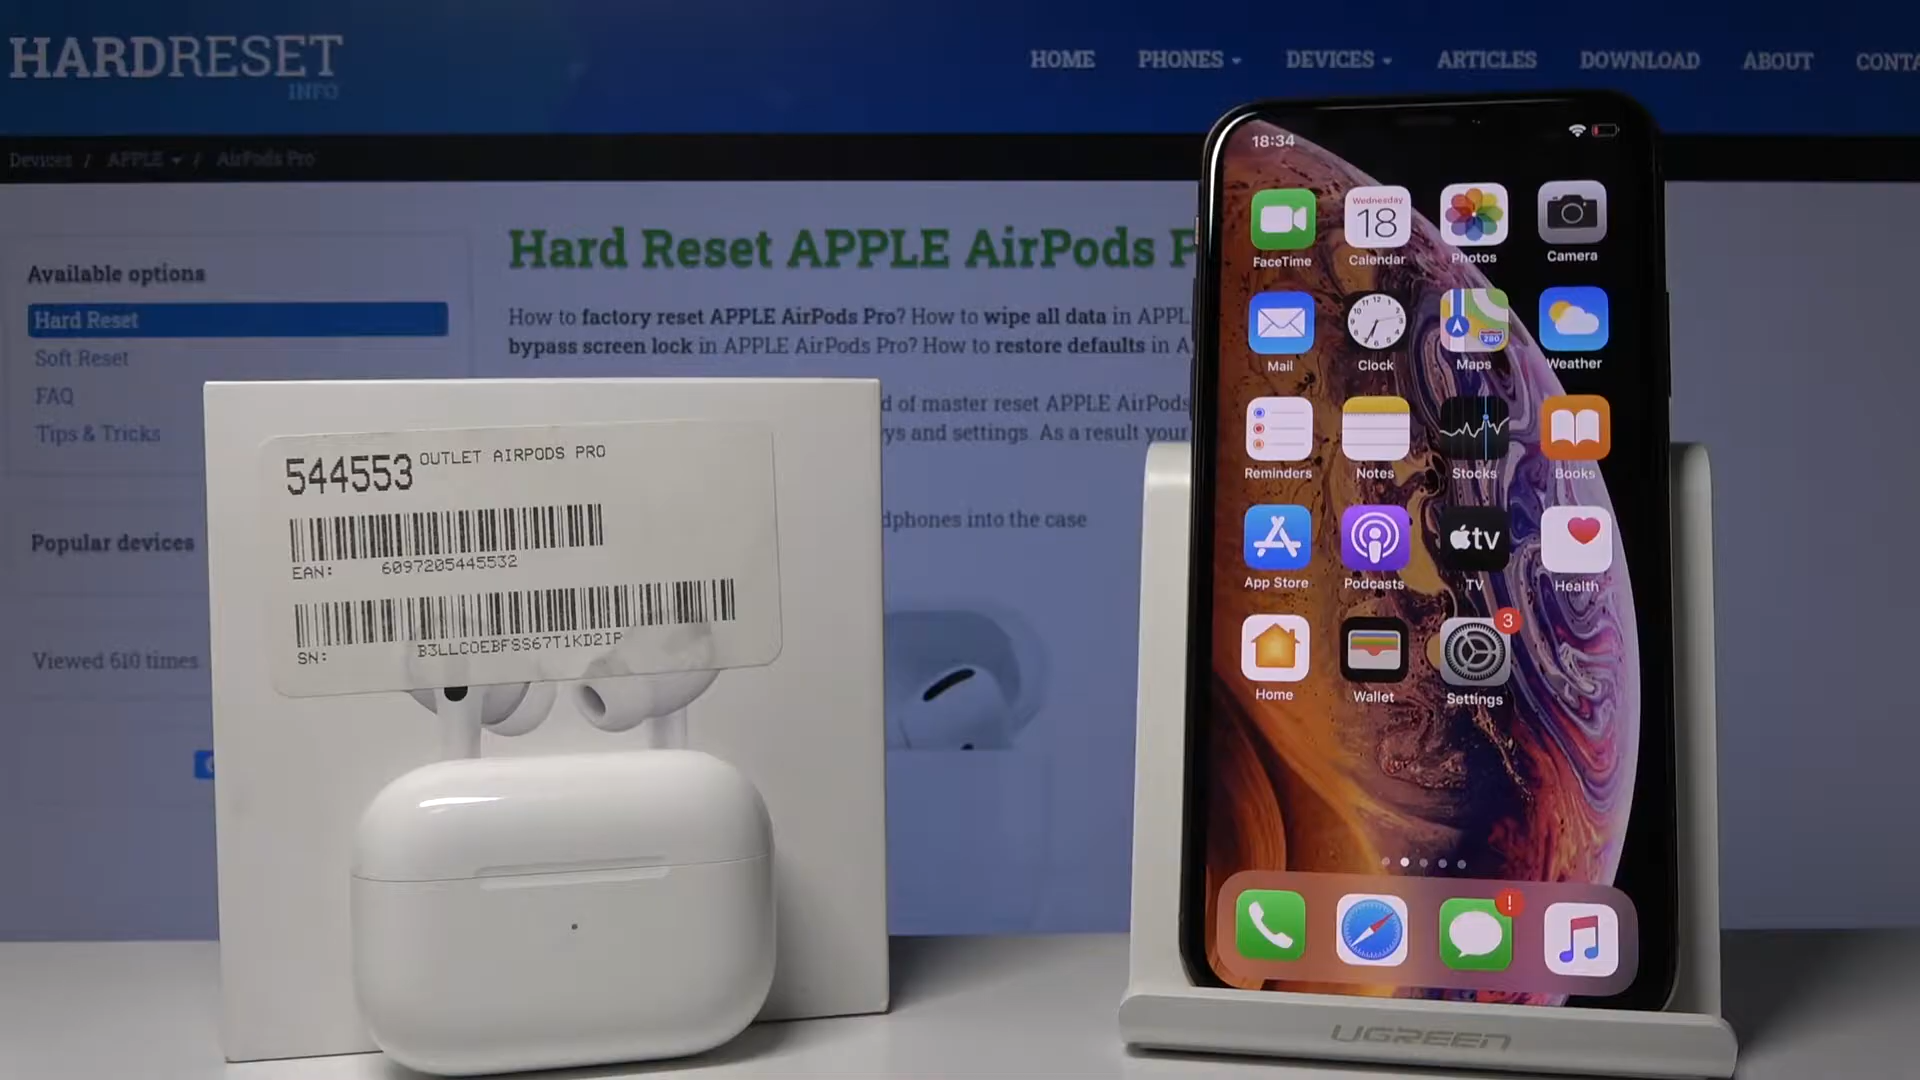 HARDRESET
INFO
HOME PHONES DEVICES ARTICLES DOWNLOAD ABOUT CONTA
Devices / APPLE / AirPods Pro
Available options
Hard Reset
Soft Reset
FAQ
Tips & Tricks
Popular devices
Viewed 610 times
Hard Reset APPLE AirPods P
How to factory reset APPLE AirPods Pro? How to wipe all data in APPL
bypass screen lock in APPLE AirPods Pro? How to restore defaults in A
d of master reset APPLE AirPods
ys and settings. As a result your
dphones into the case
544553 OUTLET AIRPODS PRO
EAN: 6097205445532
SN: B3LLCOEBFSS67T1KD2IP
18:34
Wednesday
18
FaceTime Calendar Photos Camera
280
Mail Clock Maps Weather
Reminders Notes Stocks Books
tv
App Store Podcasts TV Health
3
Home Wallet Settings
!
UGREEN